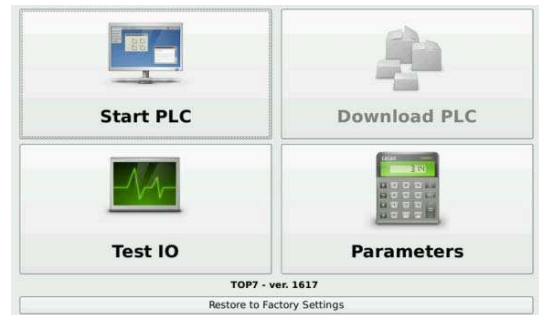 Start PLC
Download PLC
Test IO
Parameters
TOP7 - ver. 1617
Restore to Factory Settings